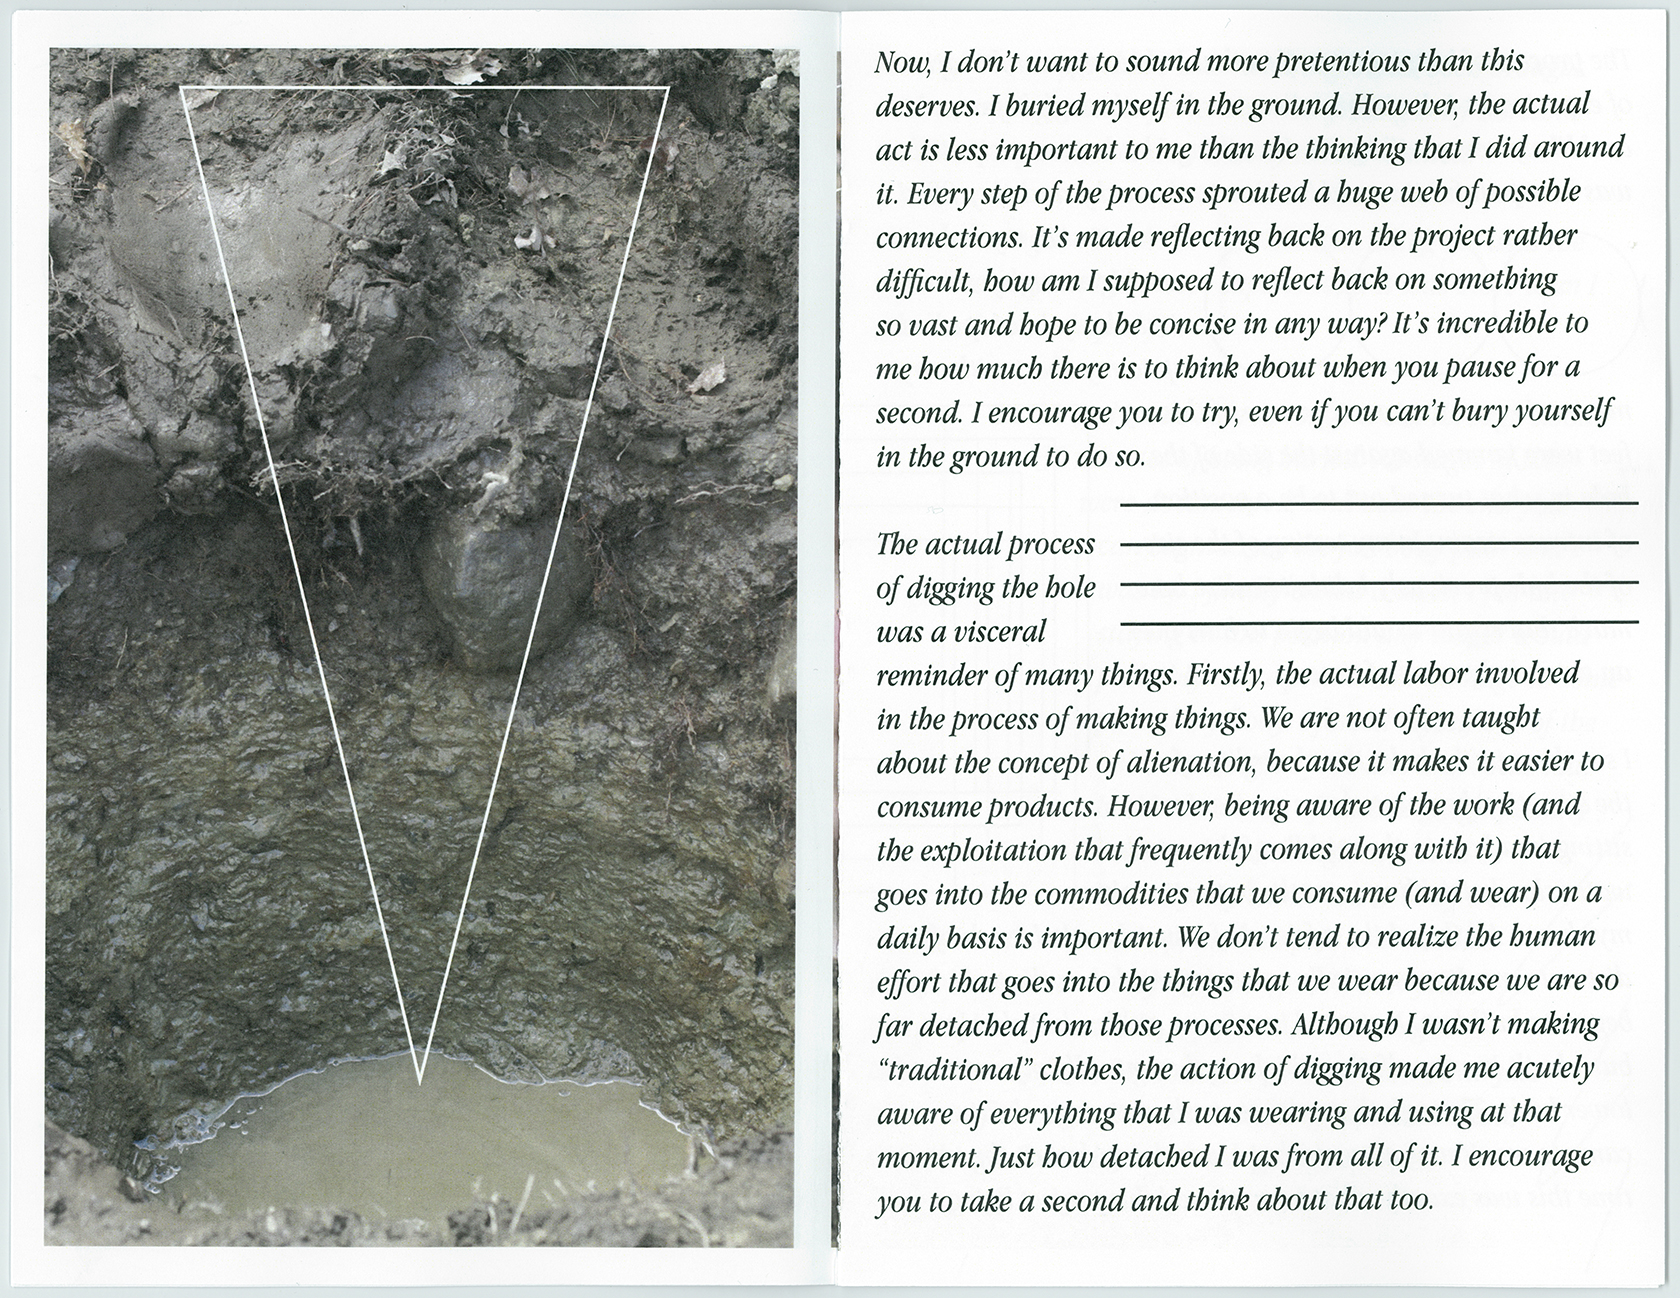 Now, I don't want to sound more pretentious than this
deserves. I buried myself in the ground. However, the actual
act is less important to me than the thinking that I did around
it. Every step of the process sprouted a huge web of possible
connections. It's made reflecting back on the project rather
difficult, how am I supposed to reflect back on something
so vast and hope to be concise in any way? It's incredible to
me how much there is to think about when you pause for a
second. I encourage you to try, even if you can't bury yourself
in the ground to do so.
The actual process
of digging the hole
was a visceral
reminder of many things. Firstly, the actual labor involved
in the process of making things. We are not often taught
about the concept of alienation, because it makes it easier to
consume products. However, being aware of the work (and
the exploitation that frequently comes along with it) that
goes into the commodities that we consume (and wear) on a
daily basis is important. We don't tend to realize the human
effort that goes into the things that we wear because we are so
far detached from those processes. Although I wasn't making
“traditional” clothes, the action of digging made me acutely
aware of everything that I was wearing and using at that
moment. Just how detached I was from all of it. I encourage
you to take a second and think about that too.